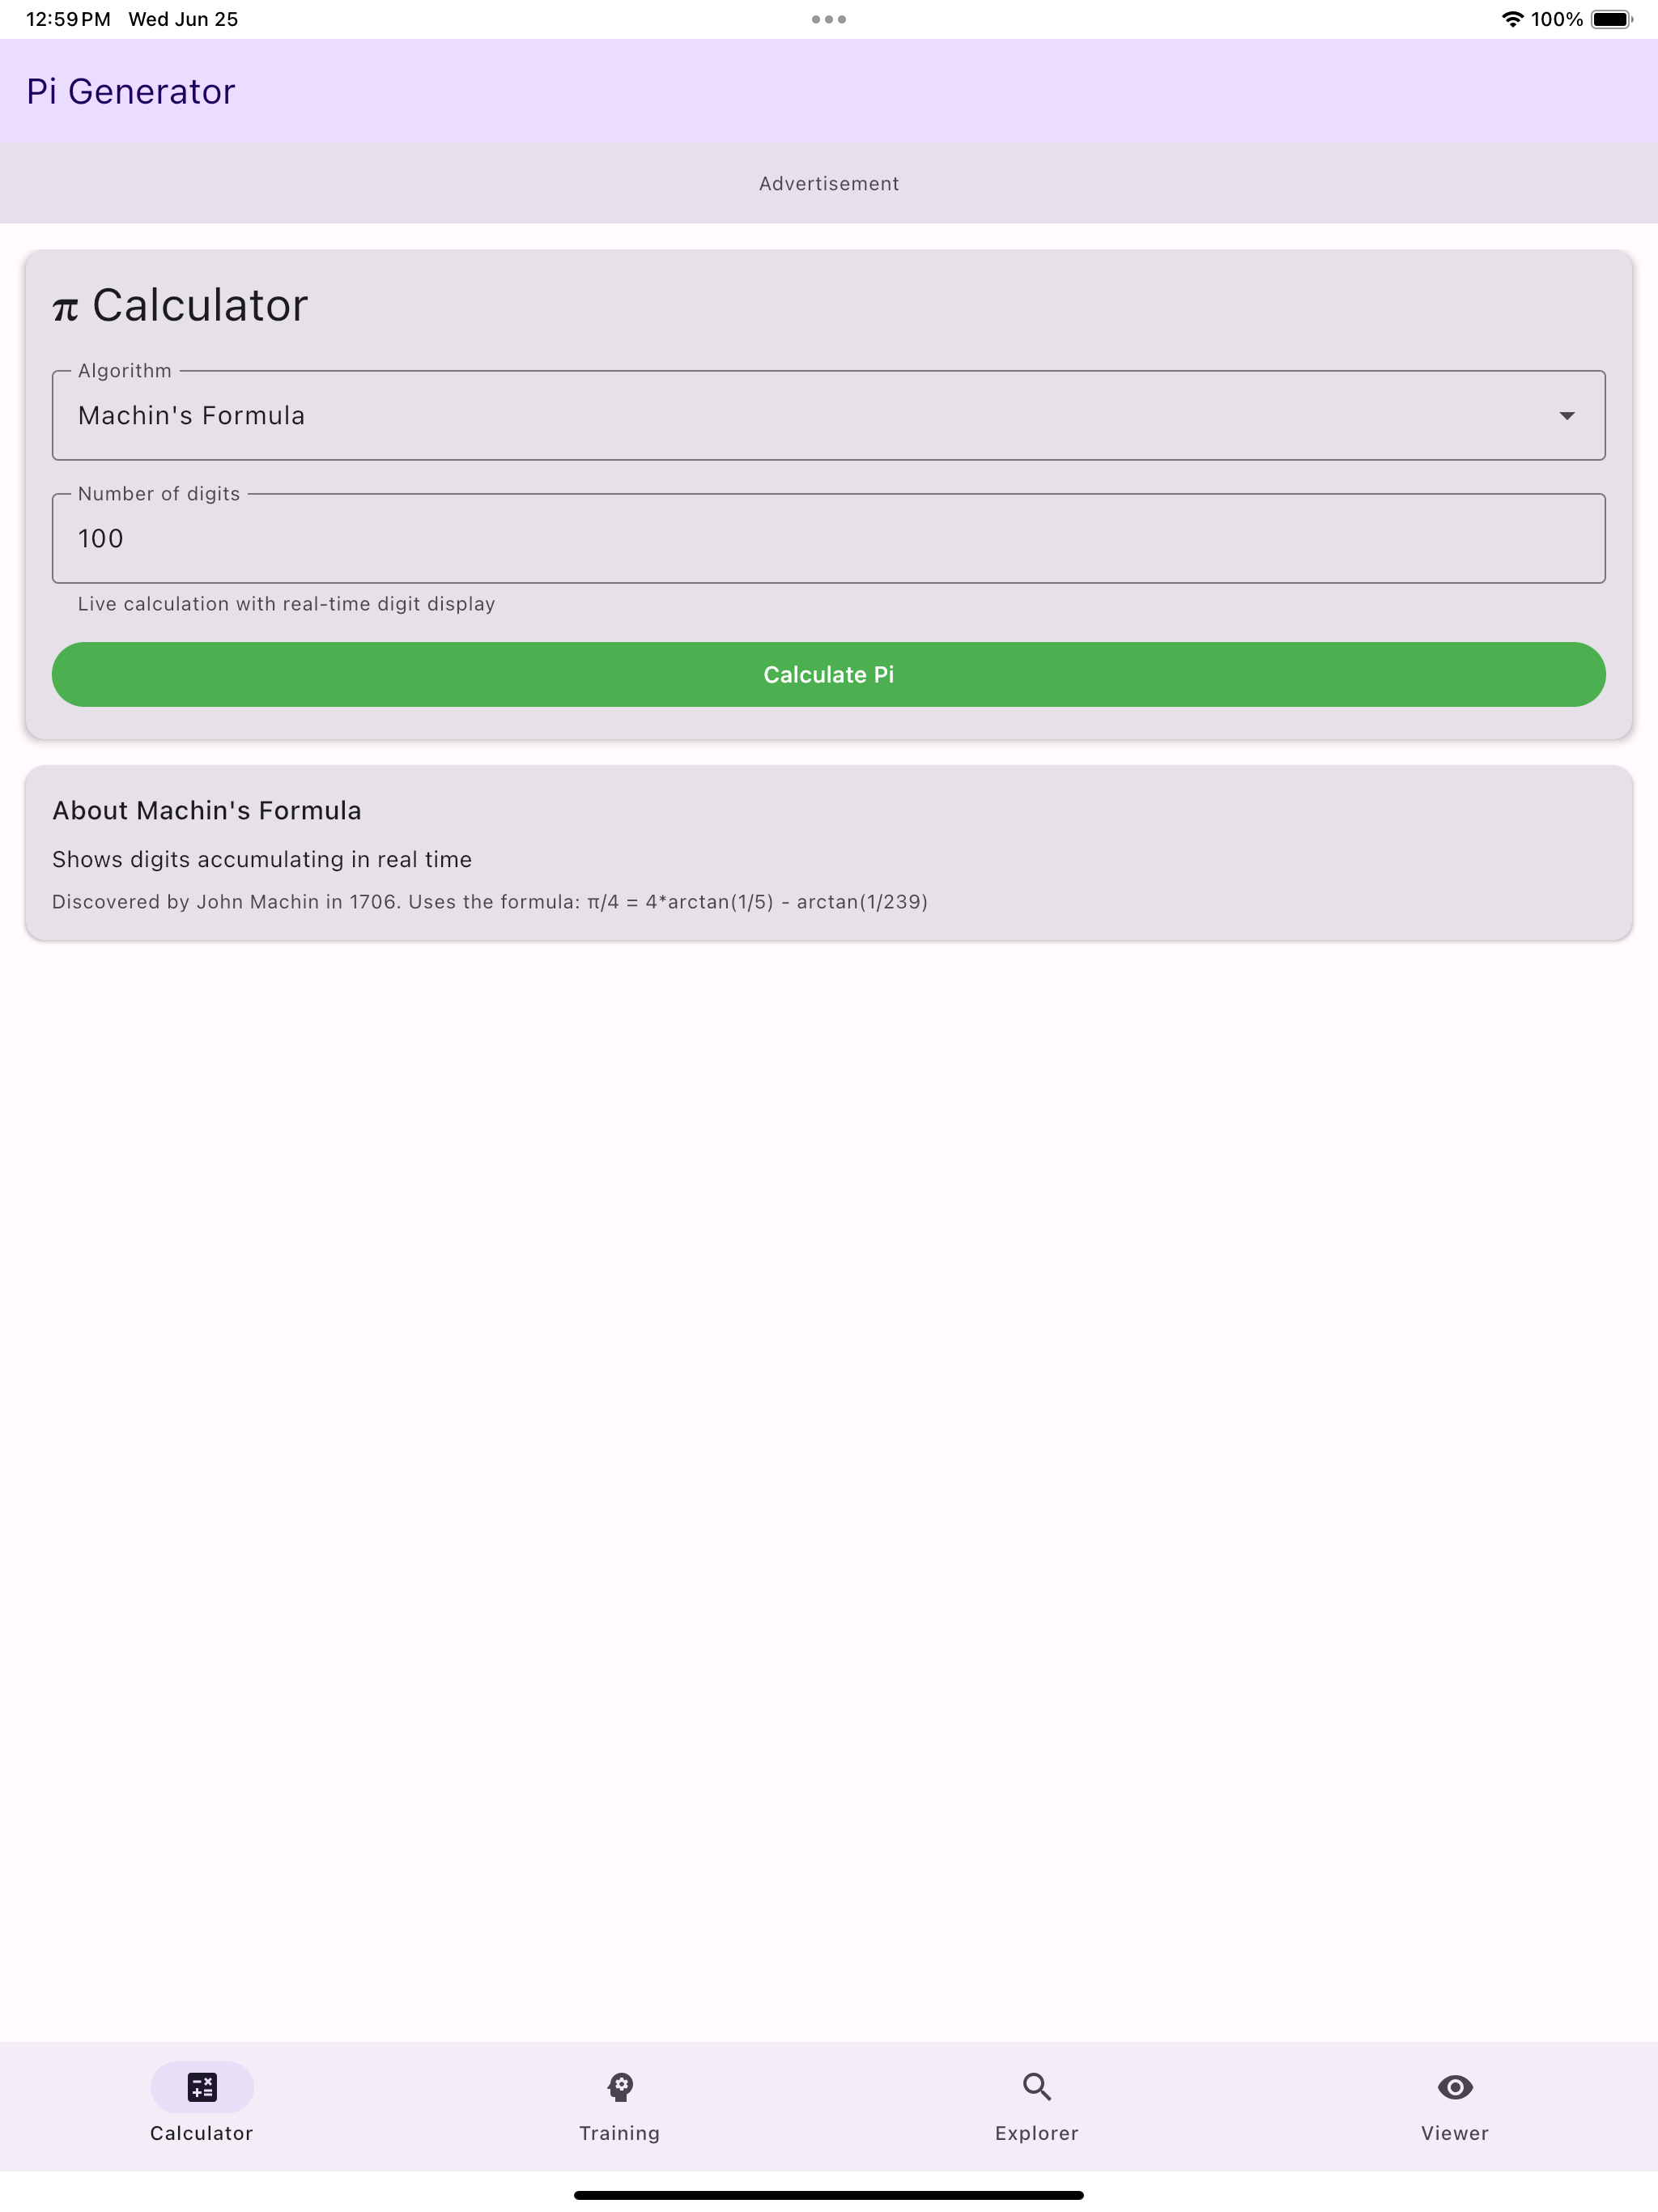 12:59 PM Wed Jun 25
100%
Pi Generator
Advertisement
π Calculator
Algorithm
Machin's Formula
Number of digits
100
Live calculation with real-time digit display
Calculate Pi
About Machin's Formula
Shows digits accumulating in real time
Discovered by John Machin in 1706. Uses the formula: π/4 = 4*arctan(1/5) - arctan(1/239)
Calculator
Training
Explorer
Viewer